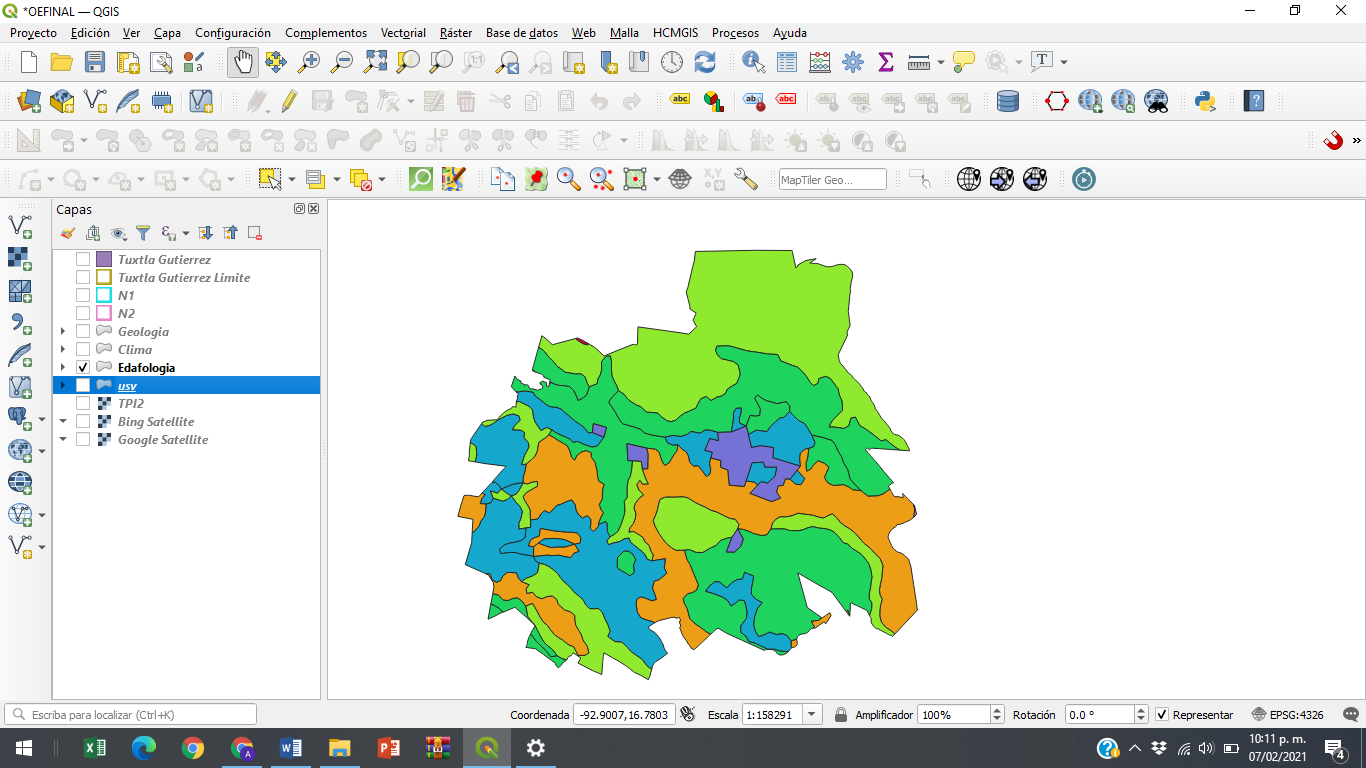 *OEFINAL — QGIS
Proyecto Edición Ver Capa Configuración Complementos Vectorial Ráster Base de datos Web Malla HCMGIS Procesos Ayuda
MapTiler Geo...
Capas
Tuxtla Gutierrez
Tuxtla Gutierrez Limite
N1
N2
Geologia
Clima
Edafologia
usv
TPI2
Bing Satellite
Google Satellite
Escriba para localizar (Ctrl+K) Coordenada -92.9007,16.7803 Escala 1:158291 Amplificador 100% Rotación 0.0 ° Representar EPSG:4326
10:11 p. m.
07/02/2021
4